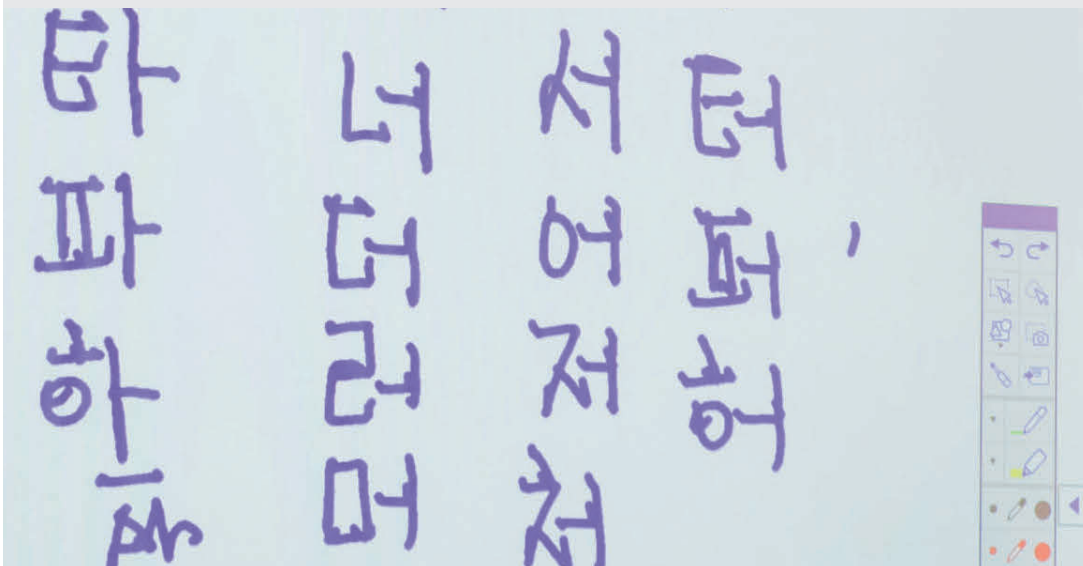 타 파 하
너 더 러 머
서 어 저 처
터 퍼 허